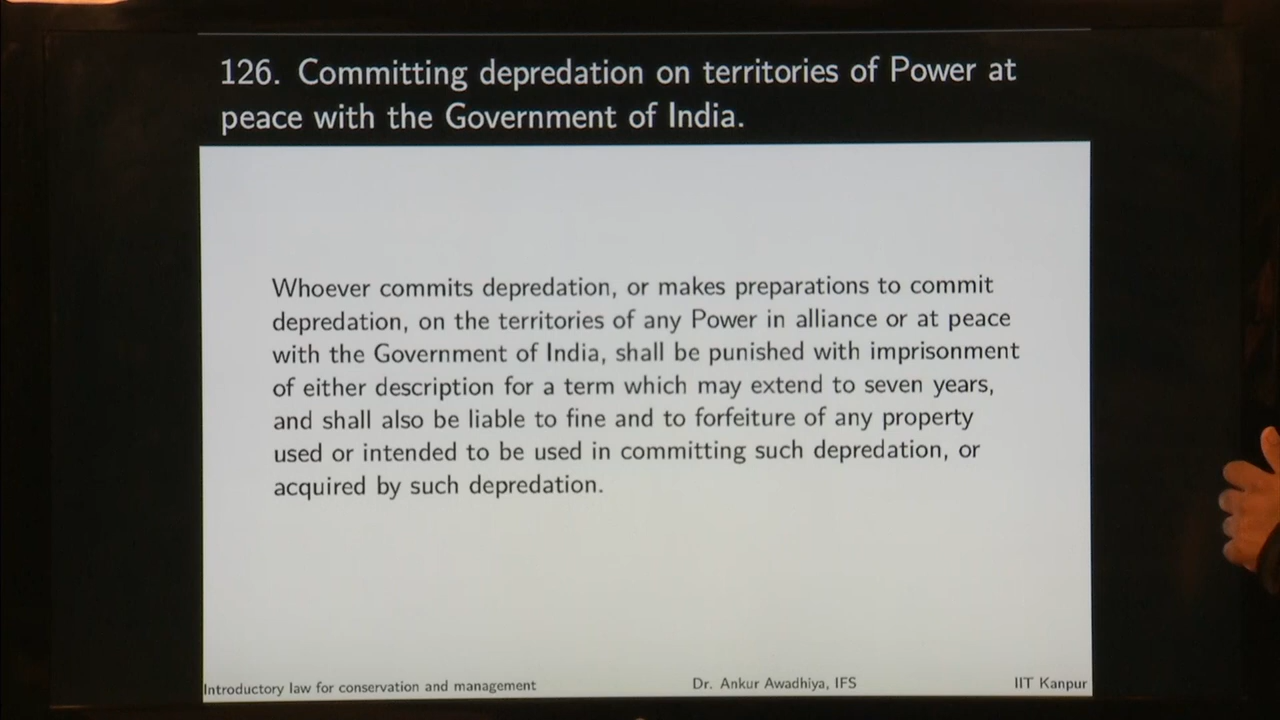 126. Committing depredation on territories of Power at
peace with the Government of India.
Whoever commits depredation, or makes preparations to commit
depredation, on the territories of any Power in alliance or at peace
with the Government of India, shall be punished with imprisonment
of either description for a term which may extend to seven years,
and shall also be liable to fine and to forfeiture of any property
used or intended to be used in committing such depredation, or
acquired by such depredation.
Introductory law for conservation and management Dr. Ankur Awadhiya, IFS IIT Kanpur